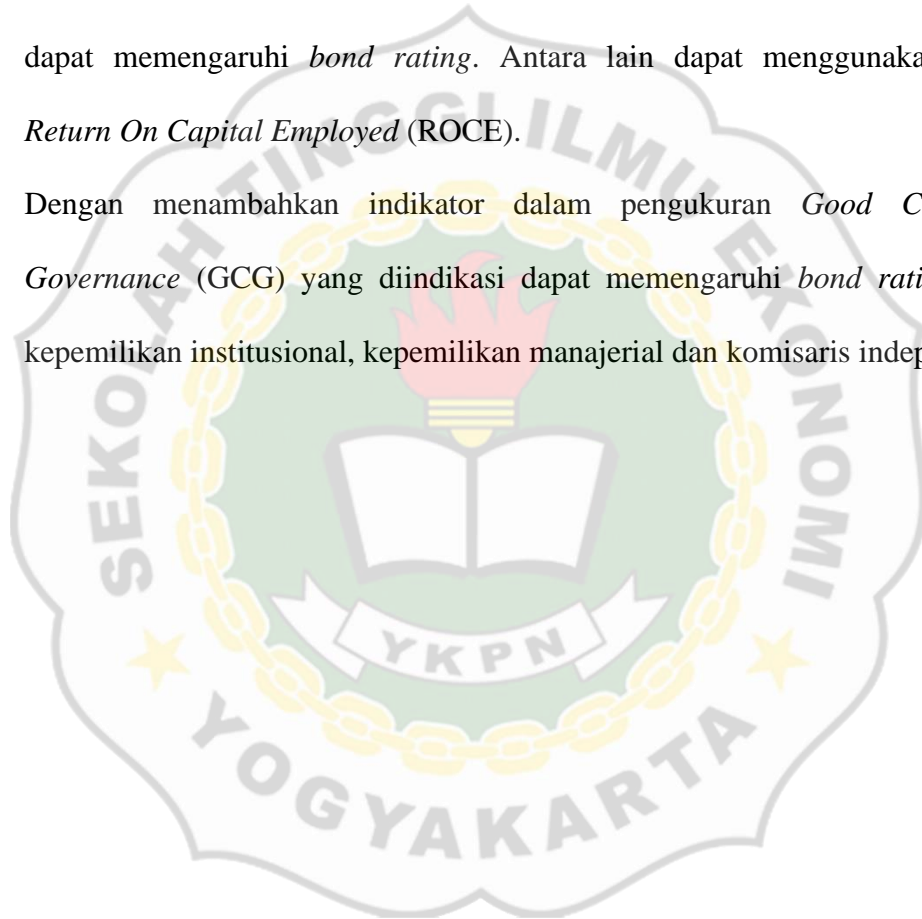 dapat memengaruhi bond rating. Antara lain dapat menggunaka
Return On Capital Employed (ROCE).
Dengan menambahkan indikator dalam pengukuran Good C
Governance (GCG) yang diindikasi dapat memengaruhi bond rati
kepemilikan institusional, kepemilikan manajerial dan komisaris indep
SEKOLAH TINGGI ILMU EKONOMI
YKPN
YOGYAKARTA